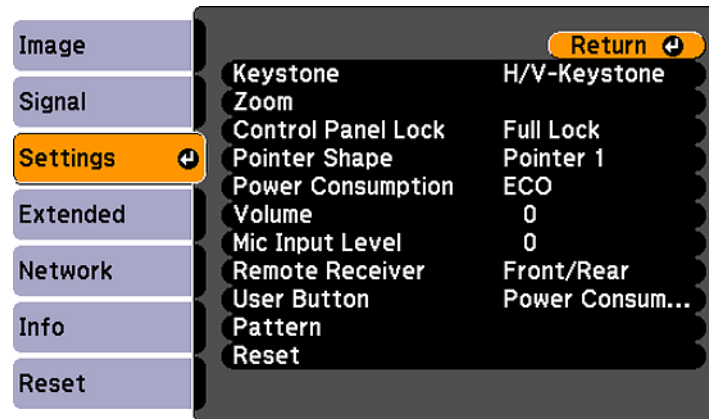 Image
Signal
Settings
Extended
Network
Info
Reset
Return
Keystone H/V-Keystone
Zoom
Control Panel Lock Full Lock
Pointer Shape Pointer 1
Power Consumption ECO
Volume 0
Mic Input Level 0
Remote Receiver Front/Rear
User Button Power Consum...
Pattern
Reset